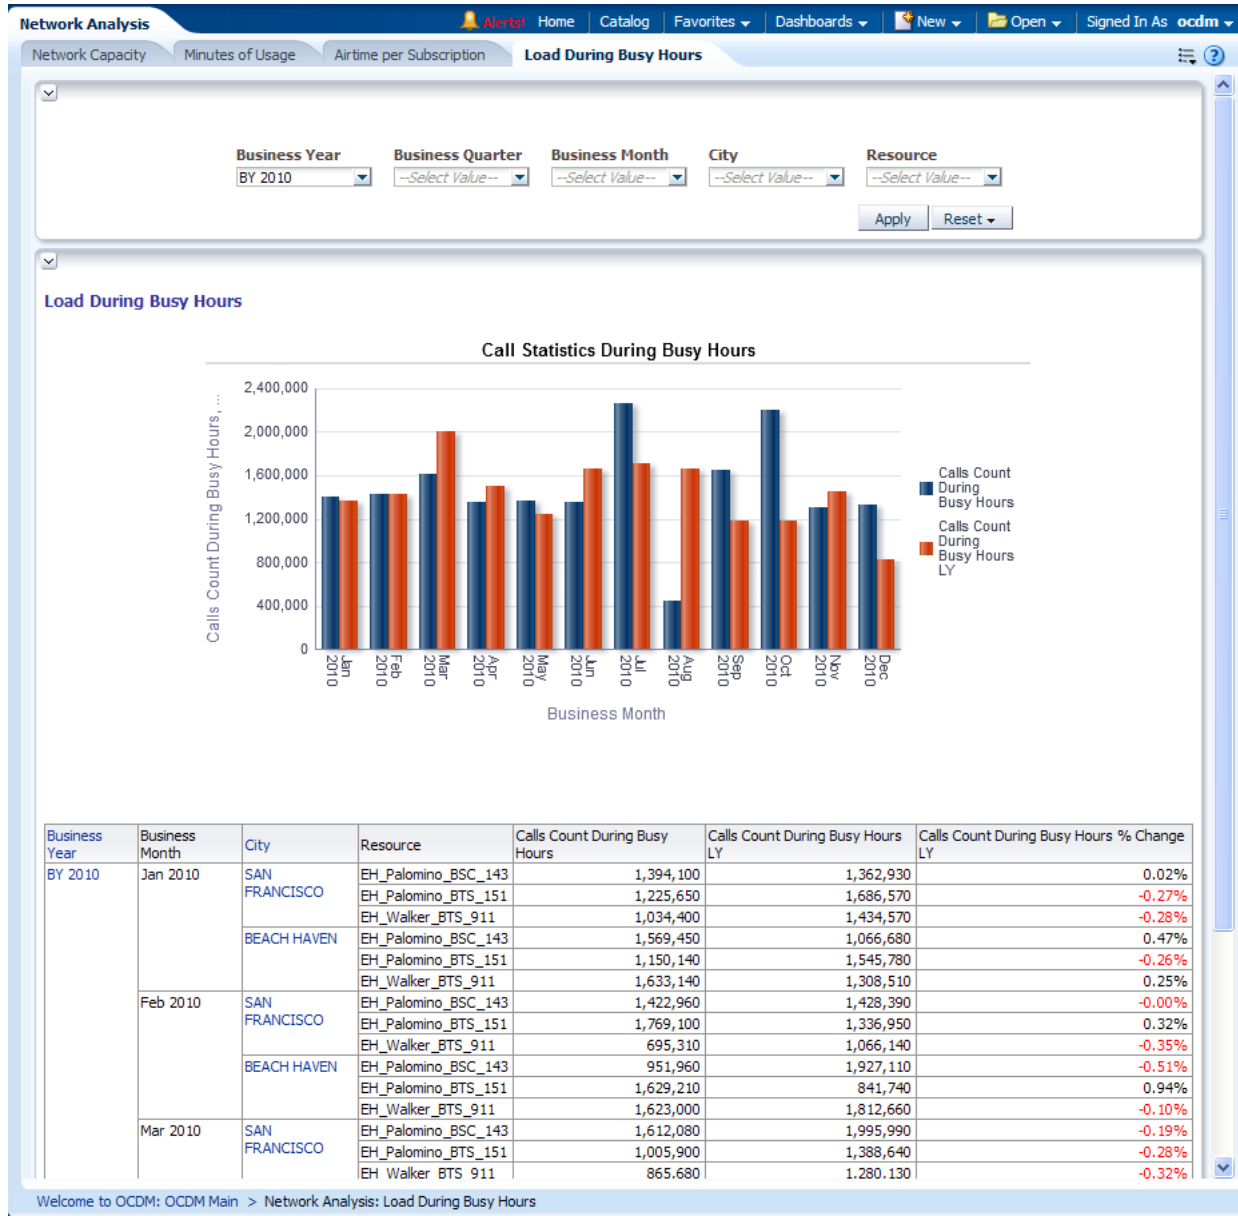 Network Analysis
Alerts! Home Catalog Favorites Dashboards New Open Signed In As ocdm
Network Capacity Minutes of Usage Airtime per Subscription Load During Busy Hours
Business Year Business Quarter Business Month City Resource
BY 2010 --Select Value-- --Select Value-- --Select Value-- --Select Value--
Apply Reset
Load During Busy Hours
Call Statistics During Busy Hours
Calls Count During Busy Hours, ...
2,400,000
2,000,000
1,600,000
1,200,000
800,000
400,000
0
Jan 2010
Feb 2010
Mar 2010
Apr 2010
May 2010
Jun 2010
Jul 2010
Aug 2010
Sep 2010
Oct 2010
Nov 2010
Dec 2010
Business Month
Calls Count
During
Busy Hours
Calls Count
During
Busy Hours
LY
Business Year Business Month City Resource Calls Count During Busy Hours Calls Count During Busy Hours LY Calls Count During Busy Hours % Change LY
BY 2010 Jan 2010 SAN FRANCISCO EH_Palomino_BSC_143 1,394,100 1,362,930 0.02%
EH_Palomino_BTS_151 1,225,650 1,686,570 -0.27%
EH_Walker_BTS_911 1,034,400 1,434,570 -0.28%
BEACH HAVEN EH_Palomino_BSC_143 1,569,450 1,066,680 0.47%
EH_Palomino_BTS_151 1,150,140 1,545,780 -0.26%
EH_Walker_BTS_911 1,633,140 1,308,510 0.25%
Feb 2010 SAN FRANCISCO EH_Palomino_BSC_143 1,422,960 1,428,390 -0.00%
EH_Palomino_BTS_151 1,769,100 1,336,950 0.32%
EH_Walker_BTS_911 695,310 1,066,140 -0.35%
BEACH HAVEN EH_Palomino_BSC_143 951,960 1,927,110 -0.51%
EH_Palomino_BTS_151 1,629,210 841,740 0.94%
EH_Walker_BTS_911 1,623,000 1,812,660 -0.10%
Mar 2010 SAN FRANCISCO EH_Palomino_BSC_143 1,612,080 1,995,990 -0.19%
EH_Palomino_BTS_151 1,005,900 1,388,640 -0.28%
EH_Walker_BTS_911 865,680 1,280,130 -0.32%
Welcome to OCDM: OCDM Main > Network Analysis: Load During Busy Hours